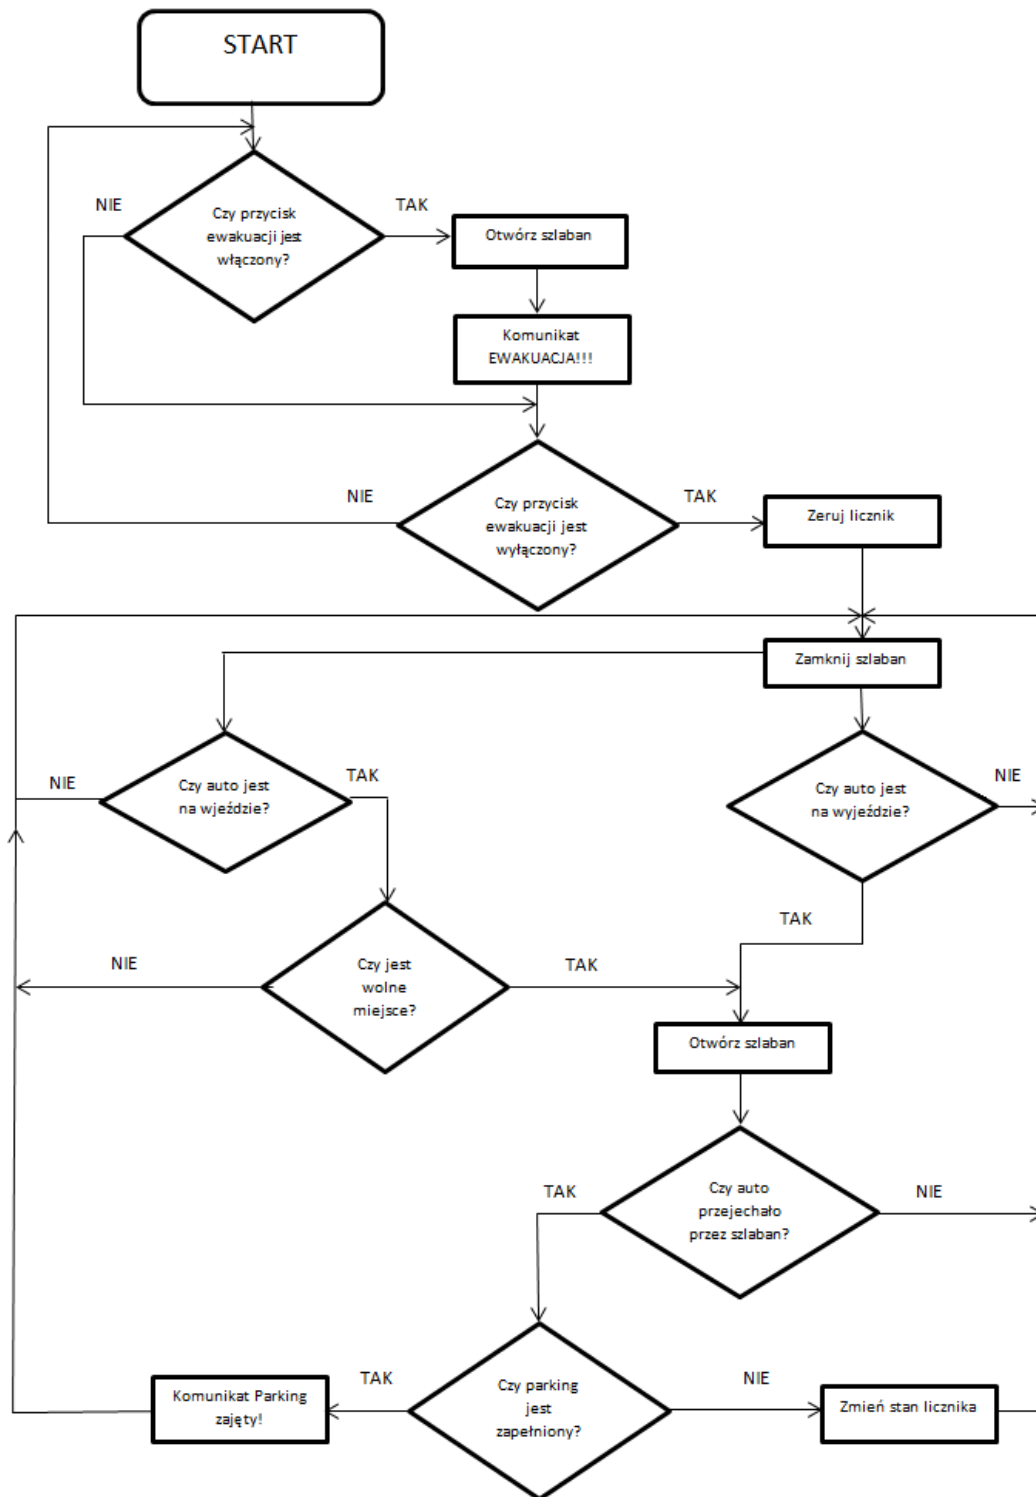 START
NIE
TAK
Czy przycisk
ewakuacji jest
włączony?
Otwórz szlaban
Komunikat
EWAKUACJA!!!
NIE
TAK
Czy przycisk
ewakuacji jest
wyłączony?
Zeruj licznik
Zamknij szlaban
NIE
TAK
Czy auto jest
na wjeździe?
Czy auto jest
na wyjeździe?
NIE
TAK
NIE
TAK
Czy jest
wolne
miejsce?
Otwórz szlaban
TAK
NIE
Czy auto
przejechało
przez szlaban?
TAK
NIE
Czy parking
jest
zapełniony?
Komunikat Parking
zajęty!
Zmień stan licznika